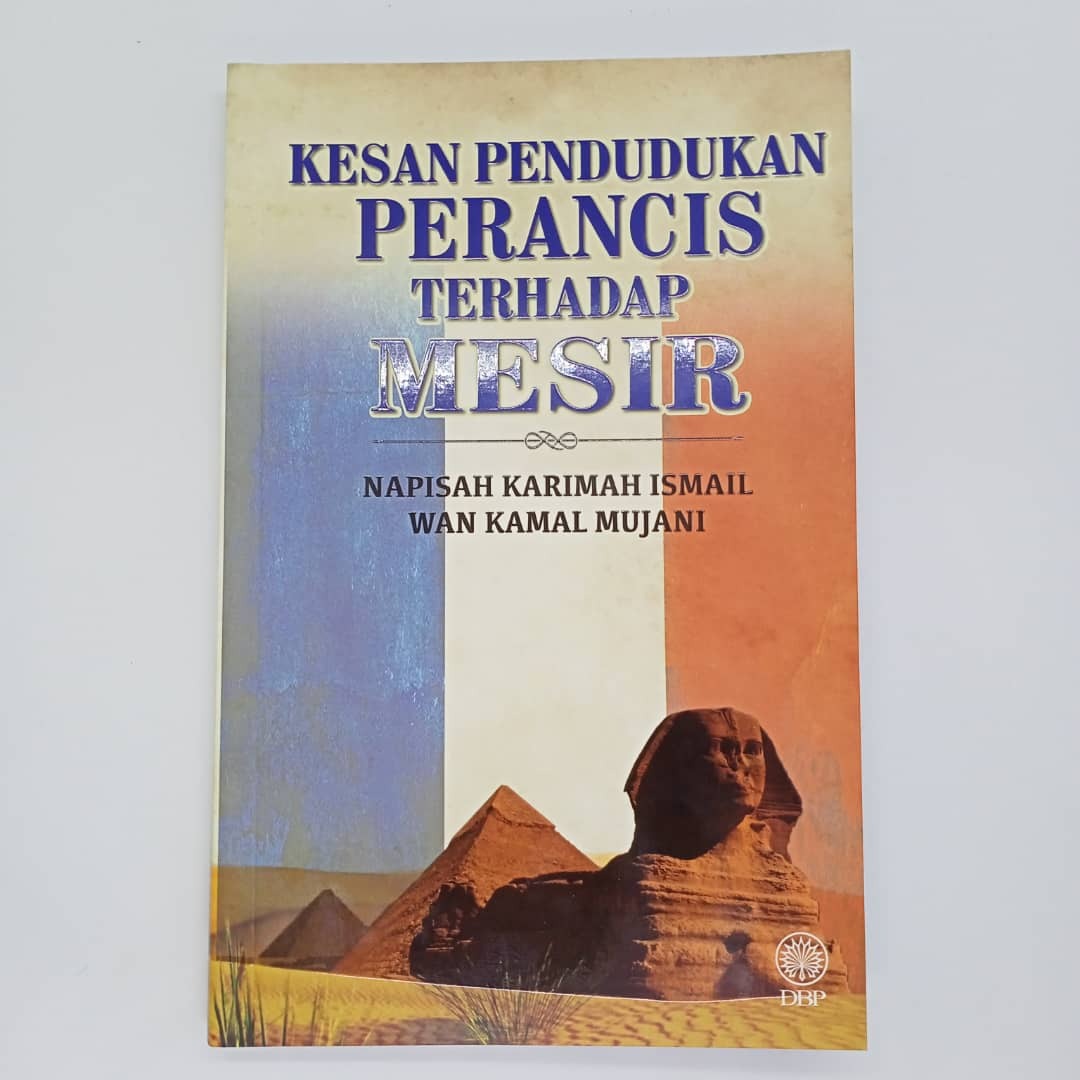 KESAN PENDUDUKAN
PERANCIS
TERHADAP
MESIR
NAPISAH KARIMAH ISMAIL
WAN KAMAL MUJANI
DBP